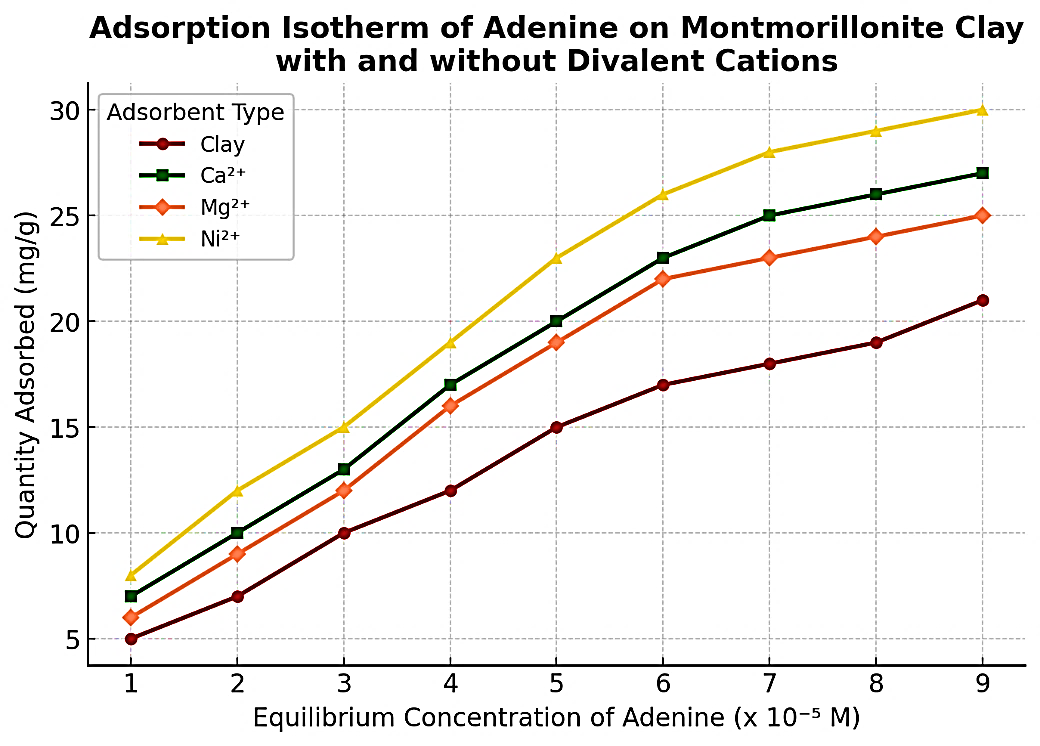 Adsorption Isotherm of Adenine on Montmorillonite Clay
with and without Divalent Cations
Adsorbent Type
Clay
Ca²⁺
Mg²⁺
Ni²⁺
Quantity Adsorbed (mg/g)
30
25
20
15
10
5
1 2 3 4 5 6 7 8 9
Equilibrium Concentration of Adenine (x 10⁻⁵ M)